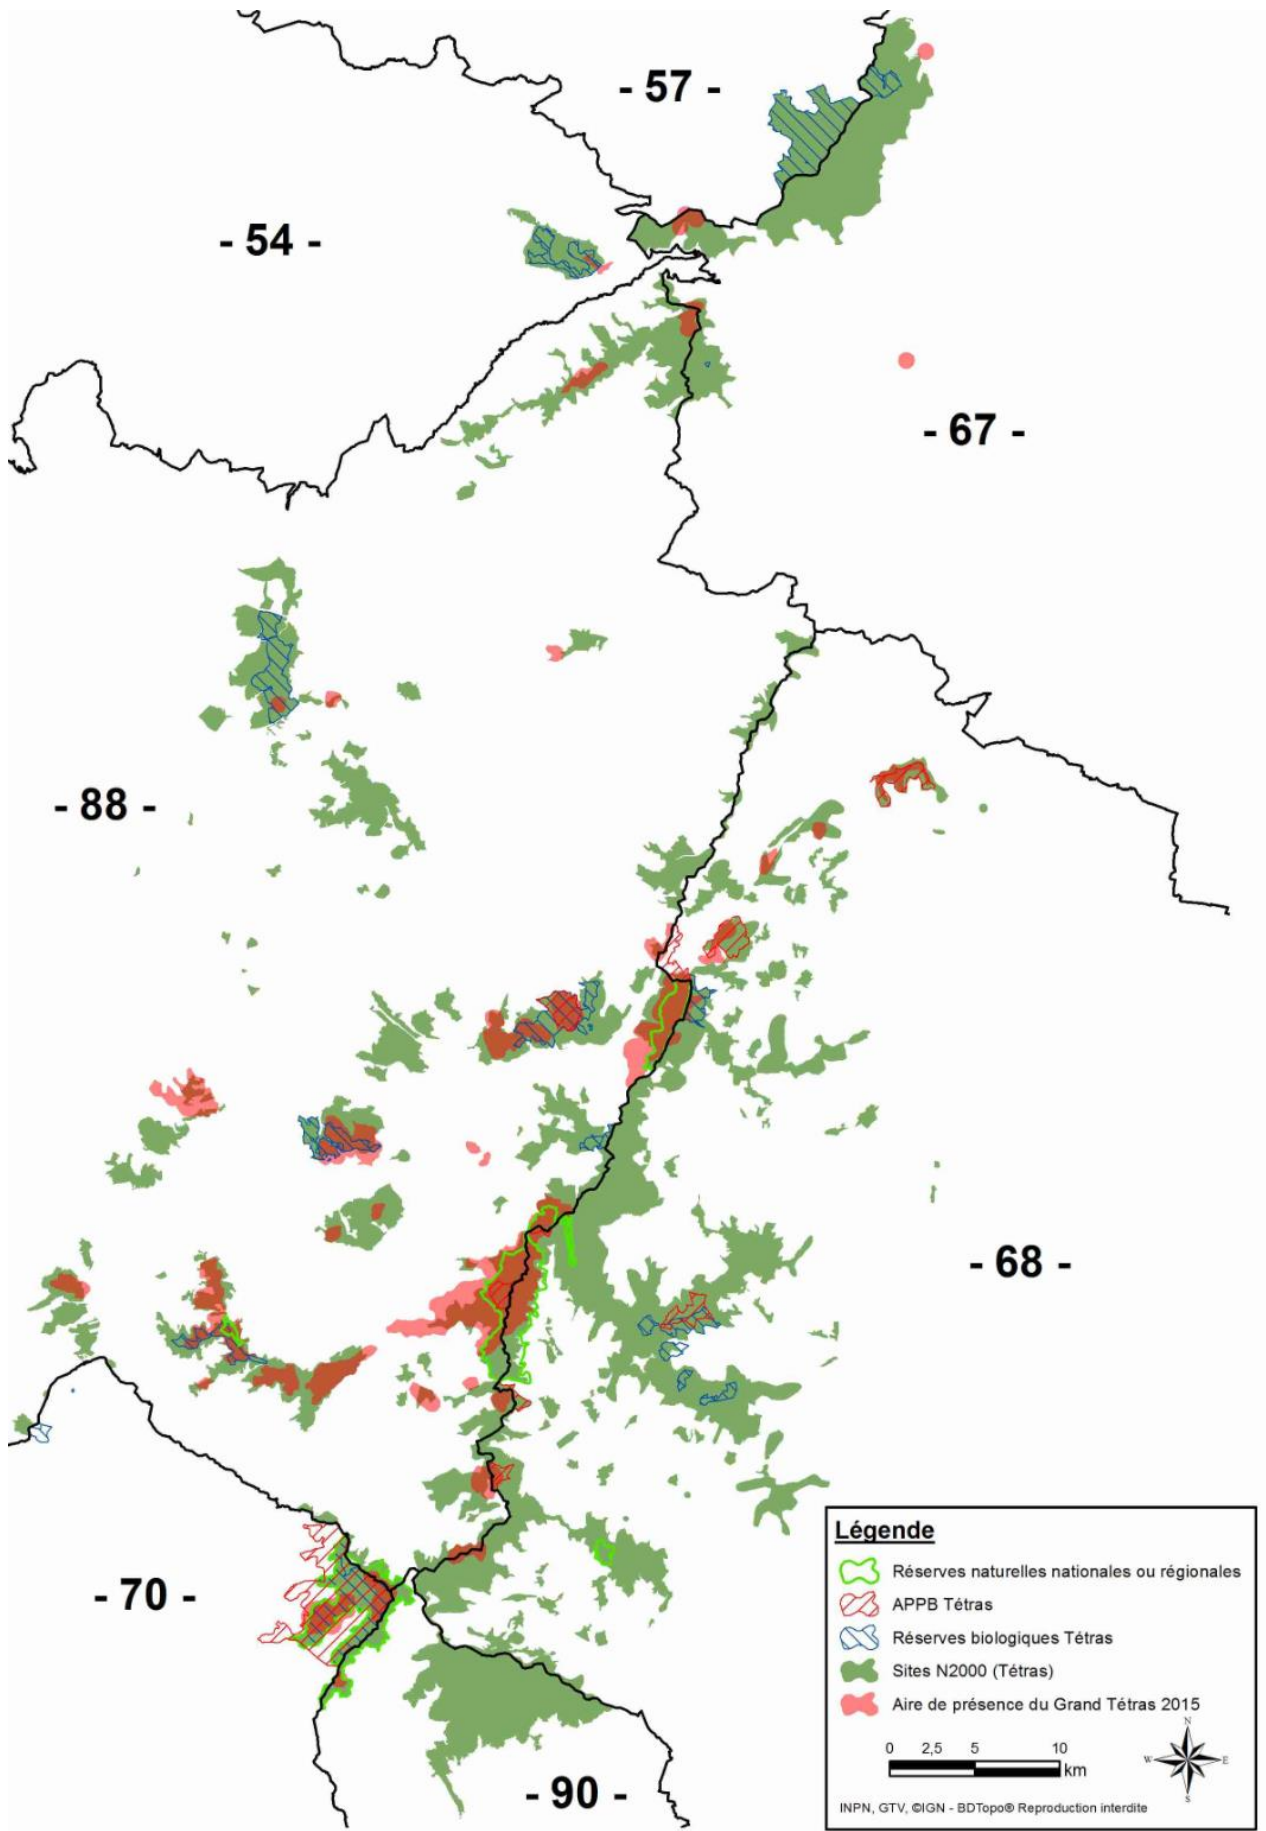 - 57 -
- 54 -
- 67 -
- 88 -
- 68 -
- 70 -
- 90 -
Légende
Réserves naturelles nationales ou régionales
APPB Tétras
Réserves biologiques Tétras
Sites N2000 (Tétras)
Aire de présence du Grand Tétras 2015
0 2,5 5 10
km
N
W E
S
INPN, GTV, ©IGN - BDTopo® Reproduction interdite